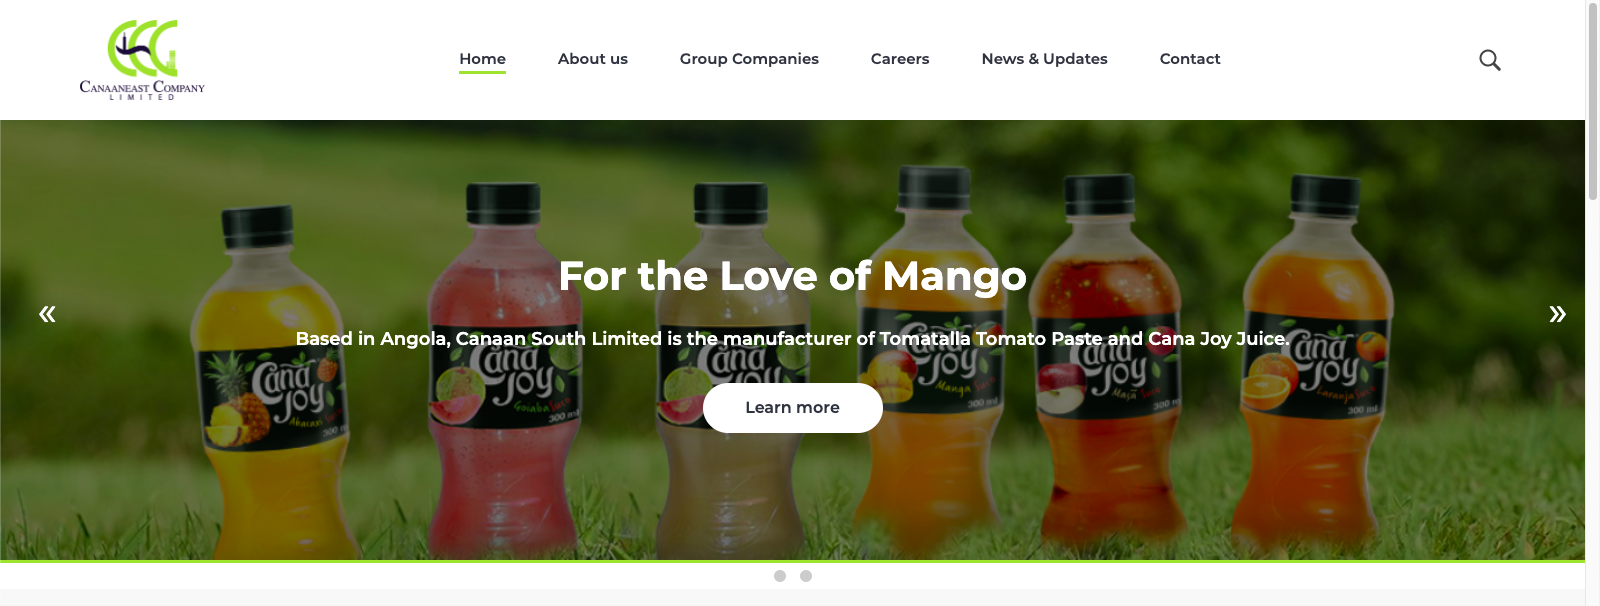 CANAANEAST COMPANY
LIMITED
Home
About us
Group Companies
Careers
News & Updates
Contact
For the Love of Mango
Based in Angola, Canaan South Limited is the manufacturer of Tomatalla Tomato Paste and Cana Joy Juice.
Learn more
«
»
Cana
Joy
300 ml
Cana
Joy
Goiaba
300 ml
Cana
Joy
Cana
Joy
Manga
300 ml
Cana
Joy
Maçã
300 ml
Cana
Joy
Laranja
300 ml